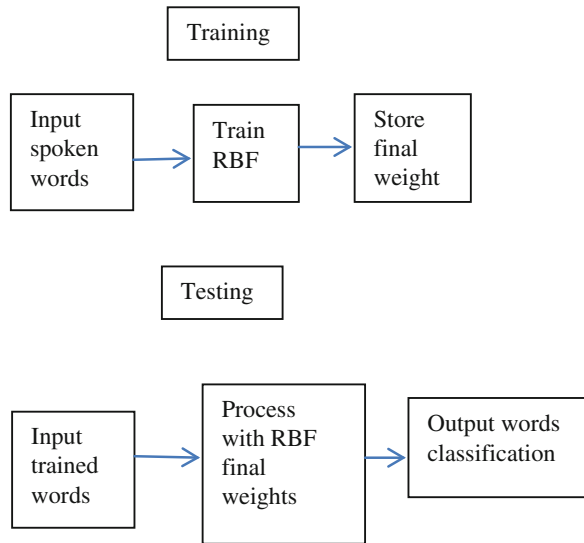 Training
Input
spoken
words
Train
RBF
Store
final
weight
Testing
Input
trained
words
Process
with RBF
final
weights
Output words
classification